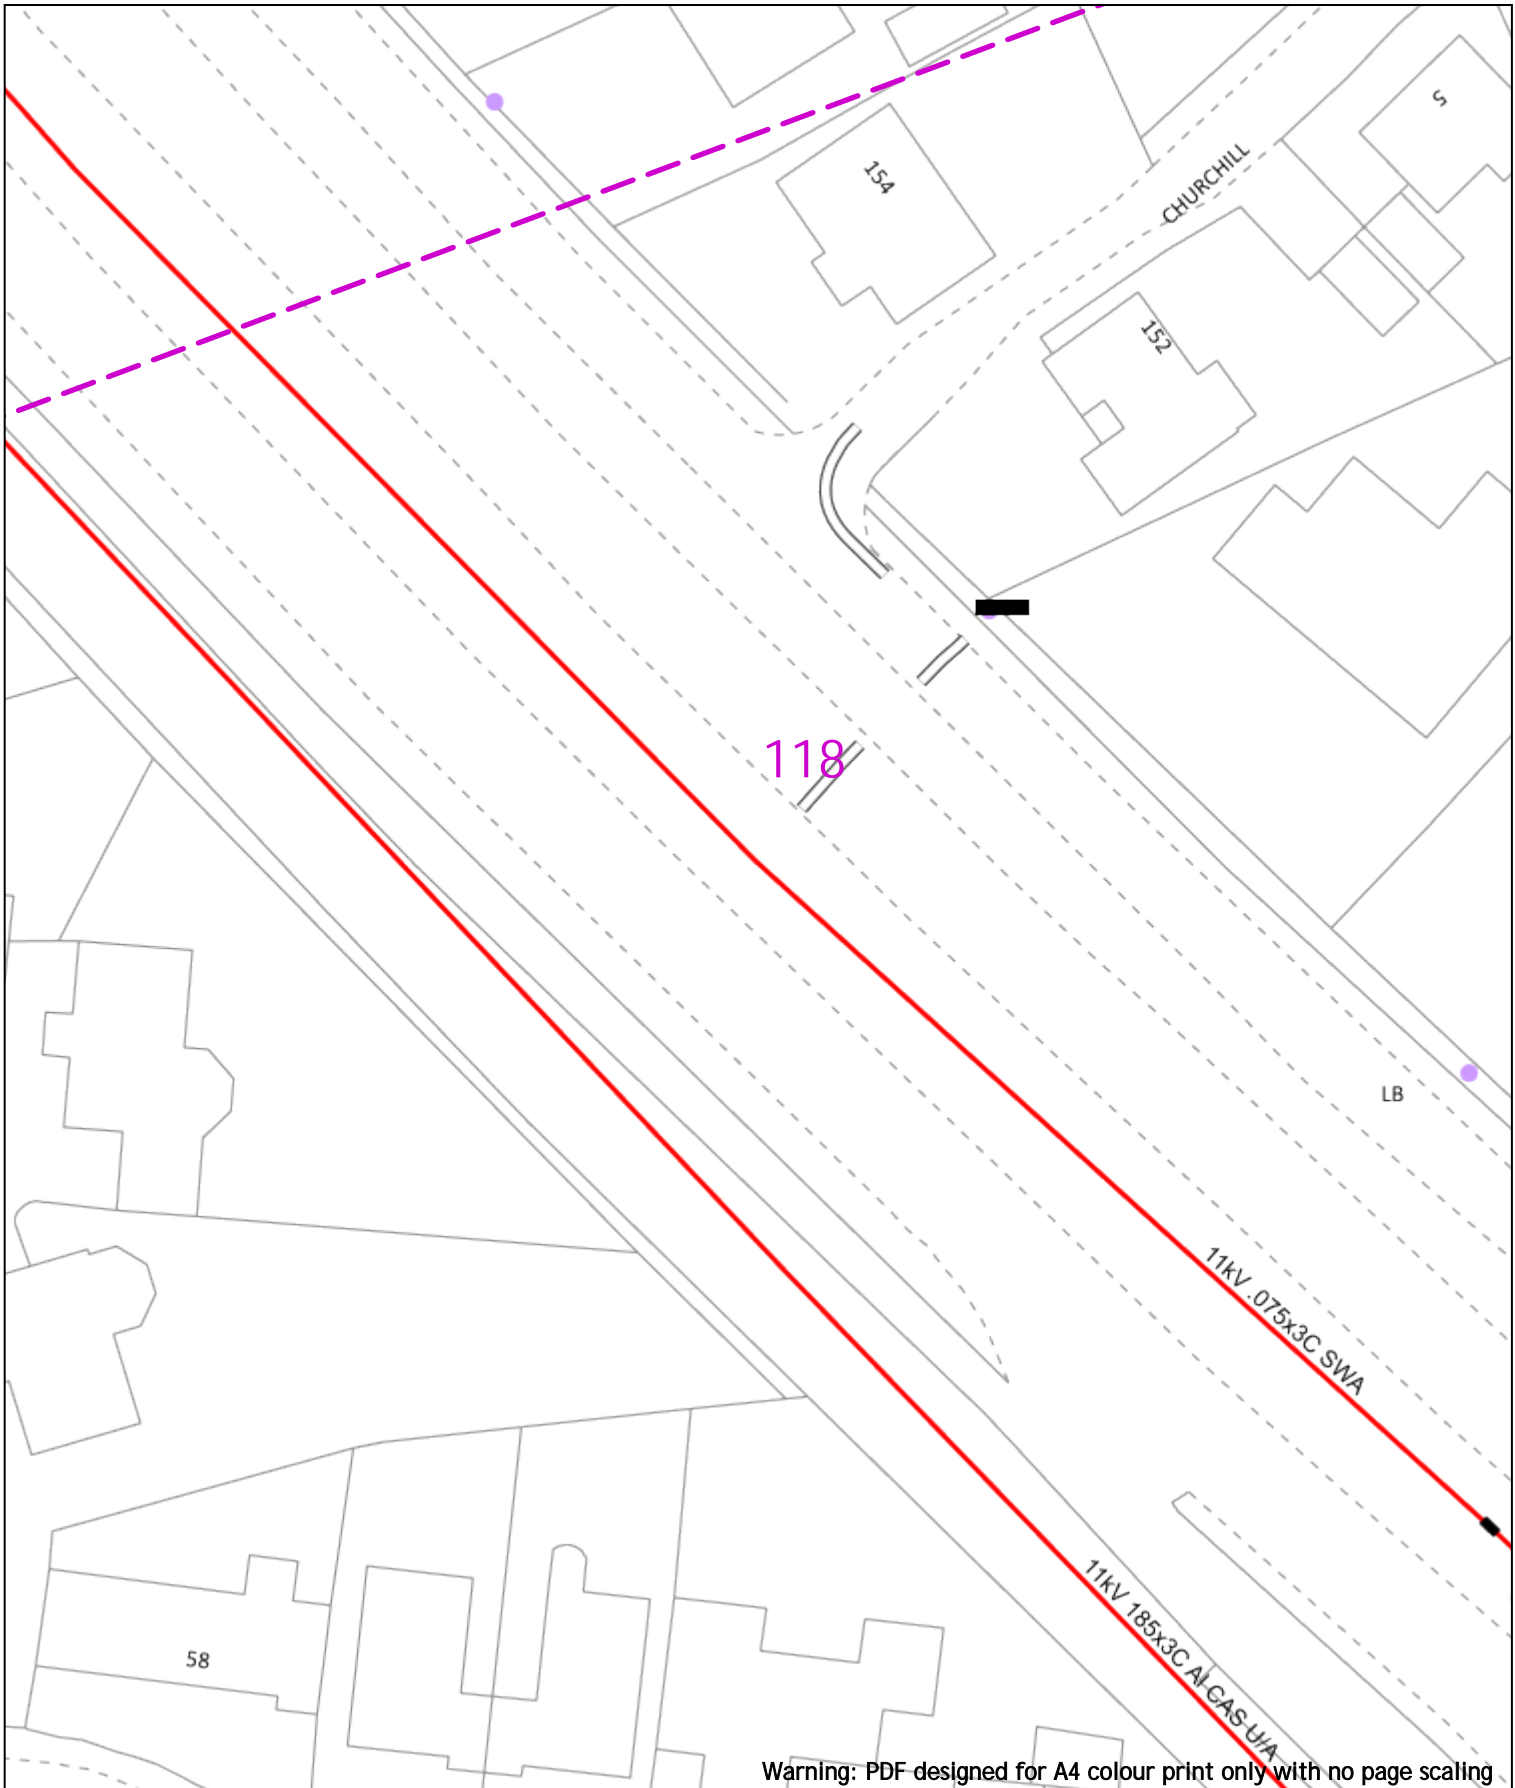 S
154
CHURCHILL
152
118
LB
11kV .075x3C SWA
11kV 185x3C Al CAS U/A
58
Warning: PDF designed for A4 colour print only with no page scaling